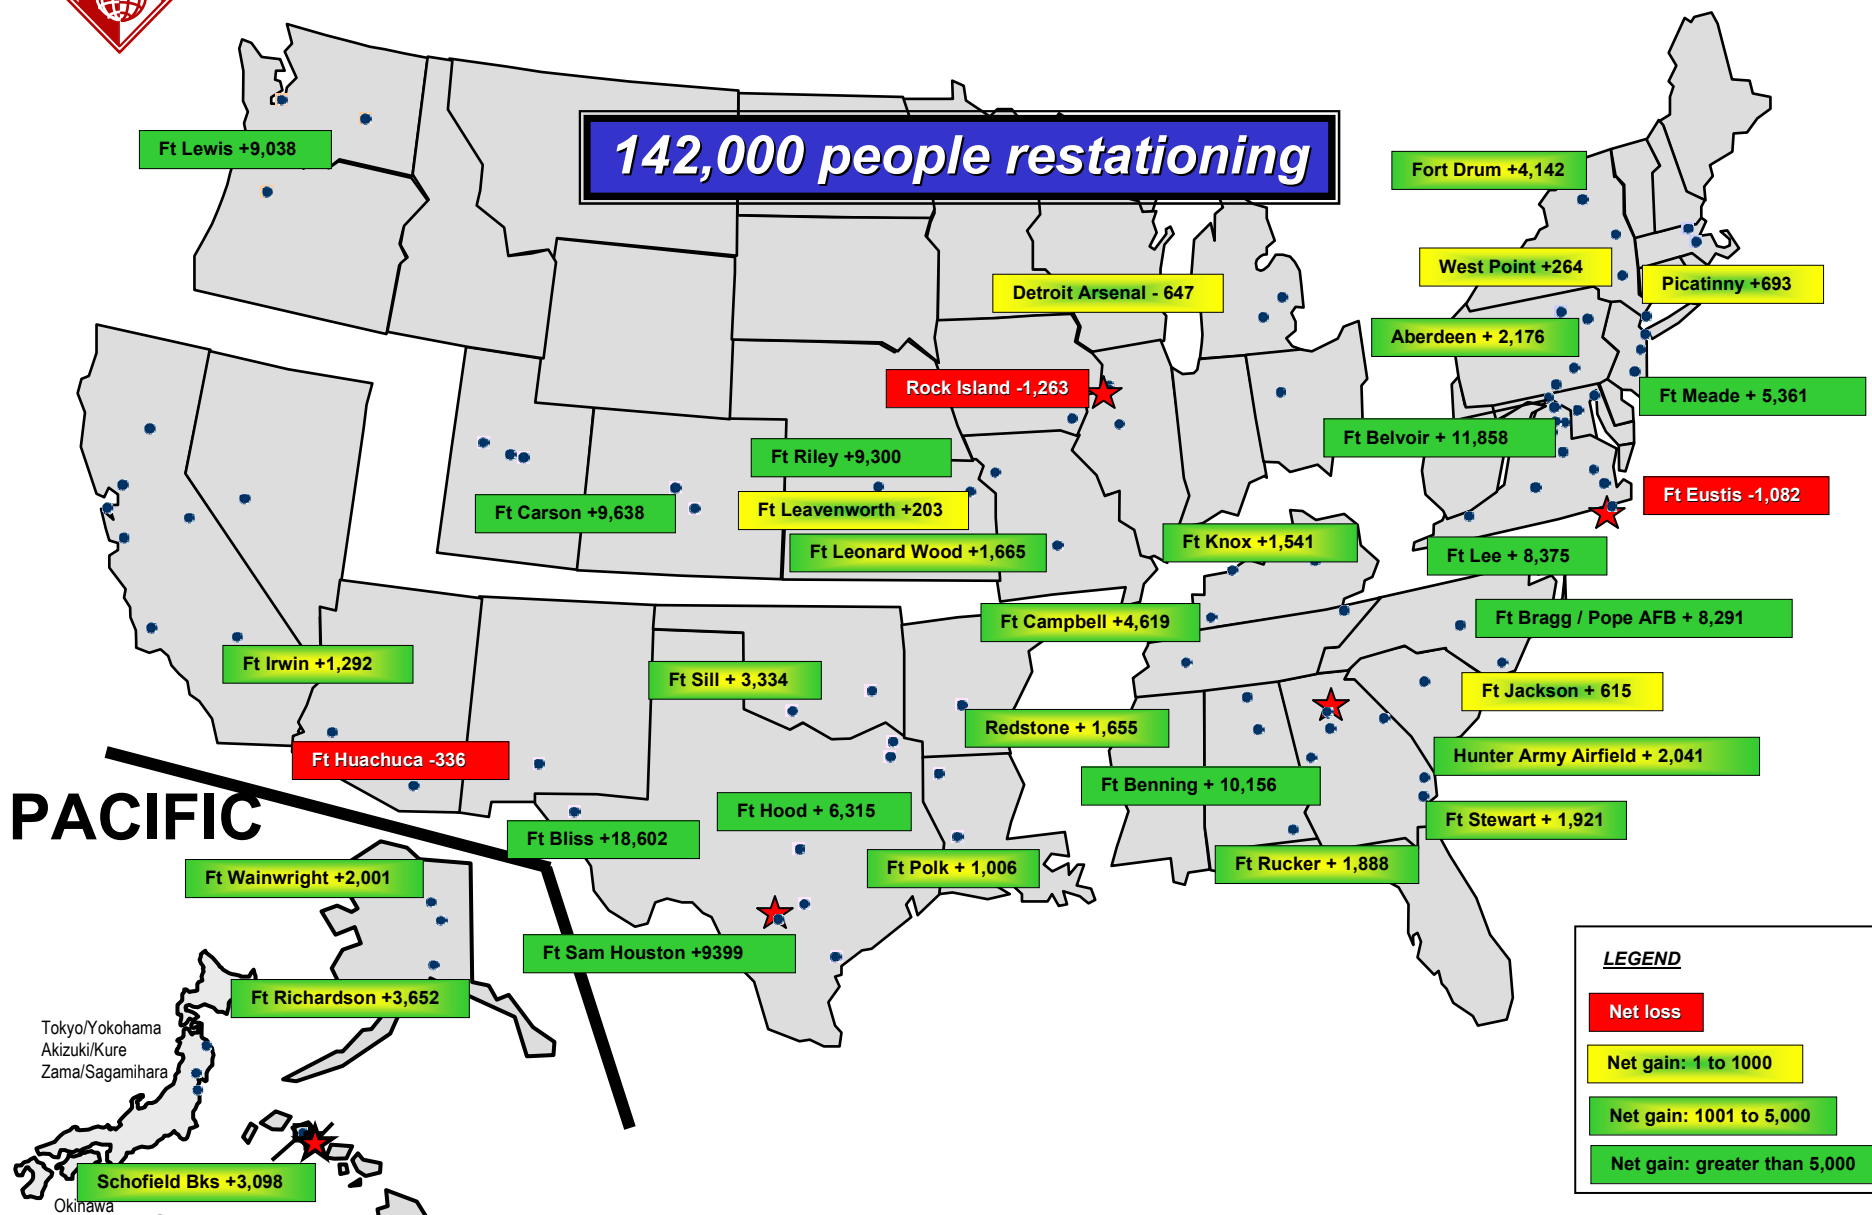 142,000 people restationing
Ft Lewis +9,038
Fort Drum +4,142
West Point +264
Picatinny +693
Detroit Arsenal - 647
Aberdeen + 2,176
Rock Island -1,263
Ft Meade + 5,361
Ft Belvoir + 11,858
Ft Riley +9,300
Ft Eustis -1,082
Ft Carson +9,638
Ft Leavenworth +203
Ft Leonard Wood +1,665
Ft Knox +1,541
Ft Lee + 8,375
Ft Campbell +4,619
Ft Bragg / Pope AFB + 8,291
Ft Irwin +1,292
Ft Sill + 3,334
Ft Jackson + 615
Redstone + 1,655
Ft Huachuca -336
Hunter Army Airfield + 2,041
Ft Benning + 10,156
PACIFIC
Ft Hood + 6,315
Ft Stewart + 1,921
Ft Bliss +18,602
Ft Polk + 1,006
Ft Rucker + 1,888
Ft Wainwright +2,001
Ft Sam Houston +9399
Ft Richardson +3,652
Tokyo/Yokohama
Akizuki/Kure
Zama/Sagamihara
Schofield Bks +3,098
Okinawa
LEGEND
Net loss
Net gain: 1 to 1000
Net gain: 1001 to 5,000
Net gain: greater than 5,000